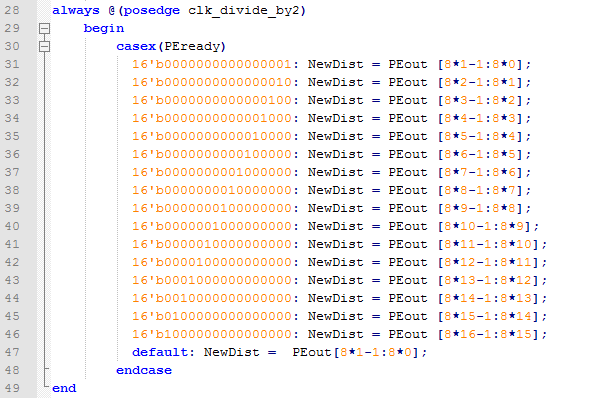 28 always @(posedge clk_divide_by2)
29 begin
30 casex(PEready)
31 16'b0000000000000001: NewDist = PEout [8*1-1:8*0];
32 16'b0000000000000010: NewDist = PEout [8*2-1:8*1];
33 16'b0000000000000100: NewDist = PEout [8*3-1:8*2];
34 16'b0000000000001000: NewDist = PEout [8*4-1:8*3];
35 16'b0000000000010000: NewDist = PEout [8*5-1:8*4];
36 16'b0000000000100000: NewDist = PEout [8*6-1:8*5];
37 16'b0000000001000000: NewDist = PEout [8*7-1:8*6];
38 16'b0000000010000000: NewDist = PEout [8*8-1:8*7];
39 16'b0000000100000000: NewDist = PEout [8*9-1:8*8];
40 16'b0000001000000000: NewDist = PEout [8*10-1:8*9];
41 16'b0000010000000000: NewDist = PEout [8*11-1:8*10];
42 16'b0000100000000000: NewDist = PEout [8*12-1:8*11];
43 16'b0001000000000000: NewDist = PEout [8*13-1:8*12];
44 16'b0010000000000000: NewDist = PEout [8*14-1:8*13];
45 16'b0100000000000000: NewDist = PEout [8*15-1:8*14];
46 16'b1000000000000000: NewDist = PEout [8*16-1:8*15];
47 default: NewDist =  PEout[8*1-1:8*0];
48 endcase
49 end